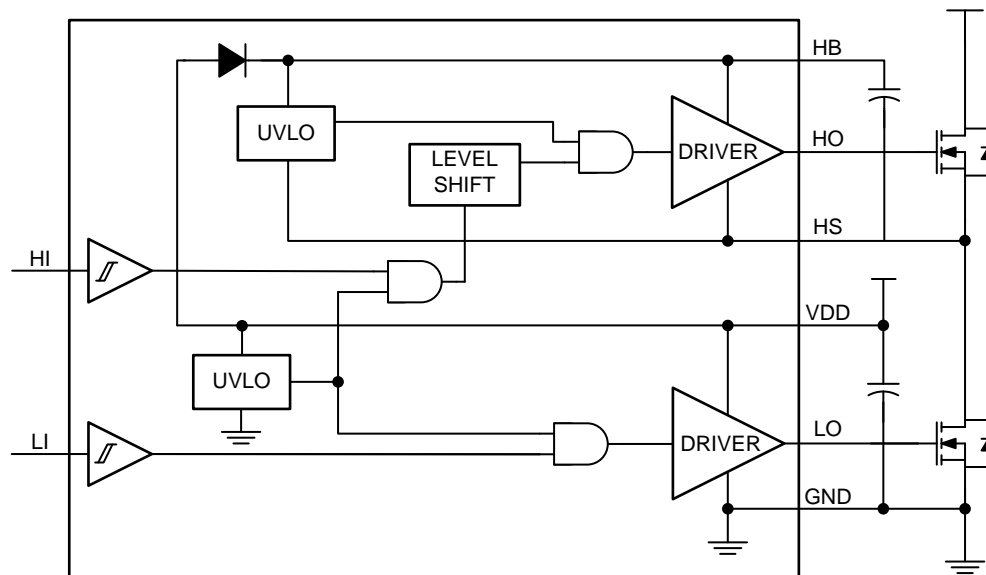 HB
UVLO
LEVEL
SHIFT
DRIVER
HO
HS
HI
VDD
UVLO
LI
DRIVER
LO
GND